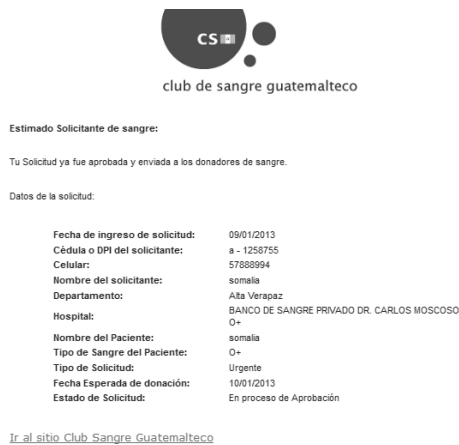 CS
club de sangre guatemalteco
Estimado Solicitante de sangre:
Tu Solicitud ya fue aprobada y enviada a los donadores de sangre.
Datos de la solicitud:
Fecha de ingreso de solicitud: 09/01/2013
Cédula o DPI del solicitante: a - 1258755
Celular: 57888994
Nombre del solicitante: somalia
Departamento: Alta Verapaz
Hospital: BANCO DE SANGRE PRIVADO DR. CARLOS MOSCOSO
O+
Nombre del Paciente: somalia
Tipo de Sangre del Paciente: O+
Tipo de Solicitud: Urgente
Fecha Esperada de donación: 10/01/2013
Estado de Solicitud: En proceso de Aprobación
Ir al sitio Club Sangre Guatemalteco